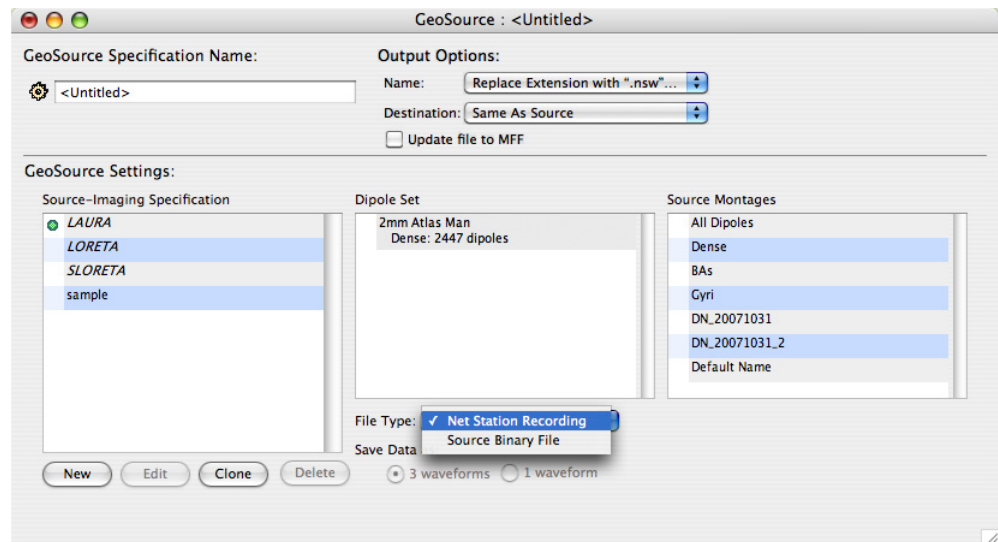 GeoSource : <Untitled>
GeoSource Specification Name:
<Untitled>
Output Options:
Name: Replace Extension with ".nsw"...
Destination: Same As Source
Update file to MFF
GeoSource Settings:
Source-Imaging Specification
LAURA
LORETA
SLORETA
sample
New Edit Clone Delete
Dipole Set
2mm Atlas Man
Dense: 2447 dipoles
File Type: ✓ Net Station Recording
Source Binary File
Save Data
3 waveforms 1 waveform
Source Montages
All Dipoles
Dense
BAs
Gyri
DN_20071031
DN_20071031_2
Default Name